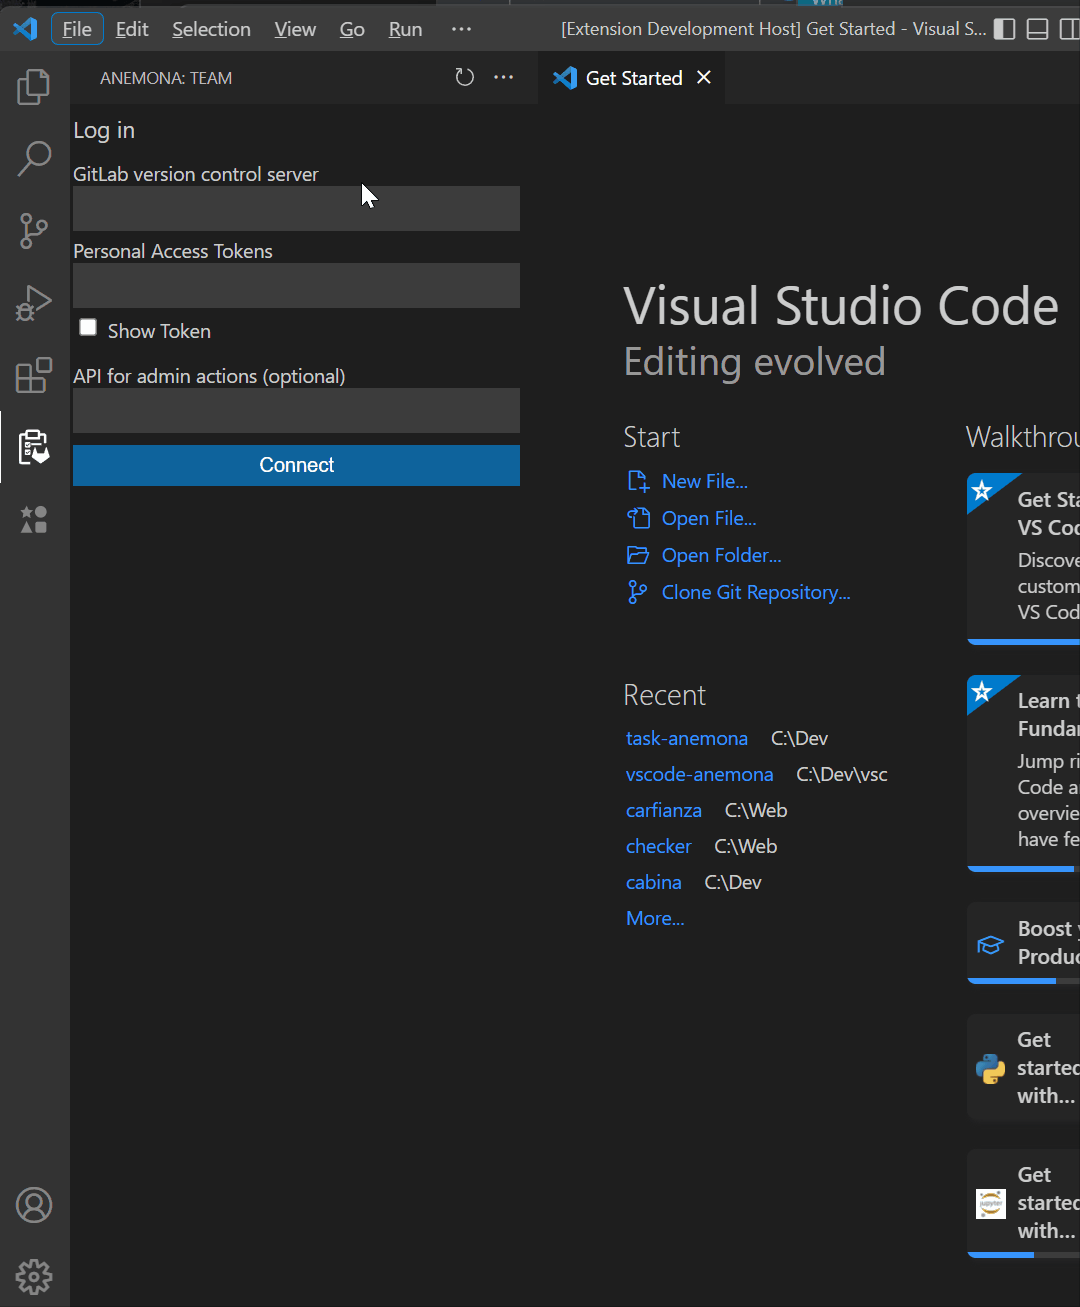 File Edit Selection View Go Run ··· [Extension Development Host] Get Started - Visual S...
ANEMONA: TEAM
Get Started
Log in
GitLab version control server
Personal Access Tokens
Show Token
API for admin actions (optional)
Connect
Visual Studio Code
Editing evolved
Start
New File...
Open File...
Open Folder...
Clone Git Repository...
Recent
task-anemona C:\Dev
vscode-anemona C:\Dev\vsc
carfianza C:\Web
checker C:\Web
cabina C:\Dev
More...
Walkthrou
Get Sta
VS Cod
Discove
custom
VS Cod
Learn t
Fundar
Jump ri
Code a
overvie
have fe
Boost y
Produc
Get
started
with...
jupyter
Get
started
with...